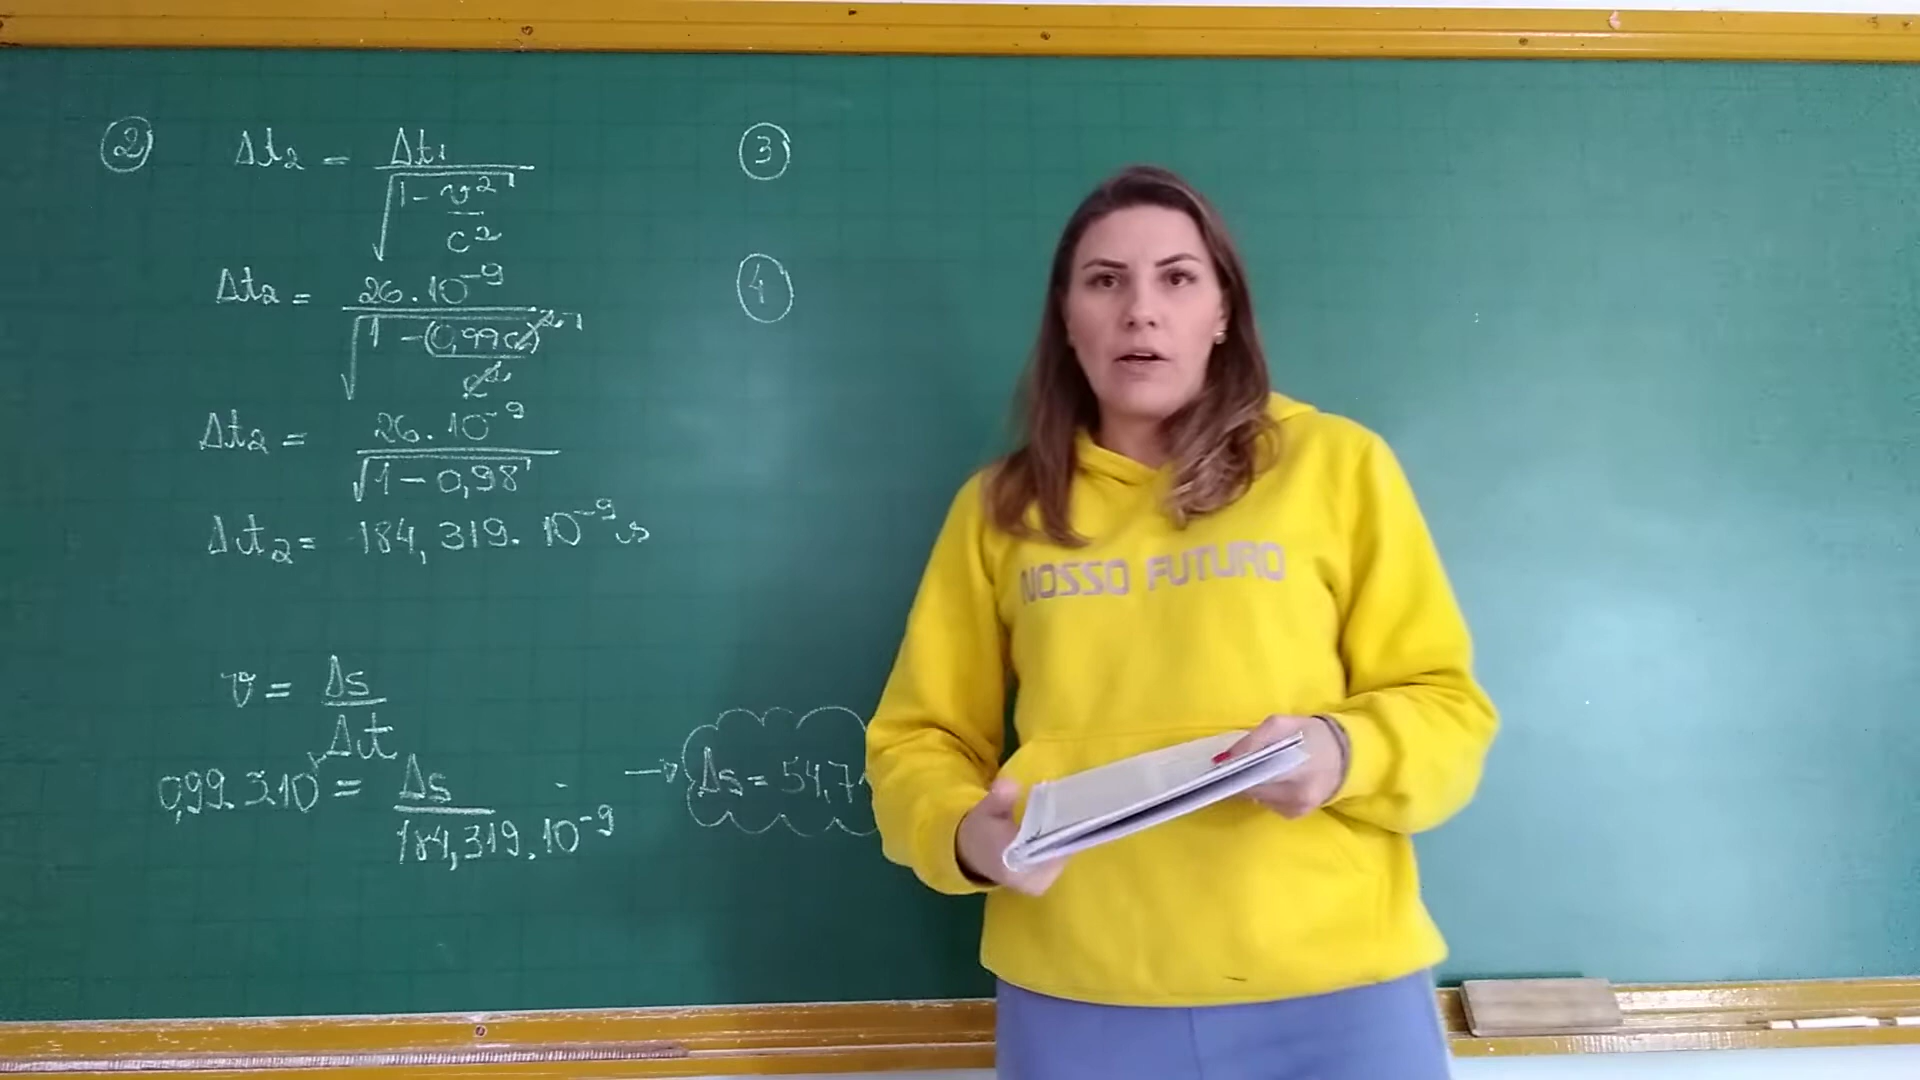 ②
Δt₂ = Δt₁ / √(1 - v² / c²)
Δt₂ = 26.10⁻⁹ / √(1 - (0,99c)² / c²)
Δt₂ = 26.10⁻⁹ / √(1 - 0,98)
Δt₂ = 184,319.10⁻⁹ s
v = Δs / Δt
0,99.3.10 = Δs / 184,319.10⁻⁹
→ Δs = 54,7
③
④
NOSSO FUTURO